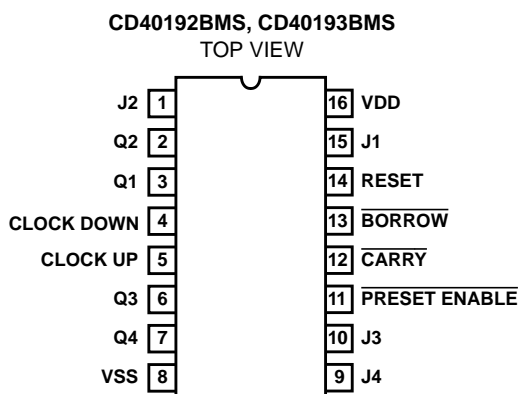 CD40192BMS, CD40193BMS
TOP VIEW
J2 1 16 VDD
Q2 2 15 J1
Q1 3 14 RESET
CLOCK DOWN 4 13 BORROW
CLOCK UP 5 12 CARRY
Q3 6 11 PRESET ENABLE
Q4 7 10 J3
VSS 8 9 J4